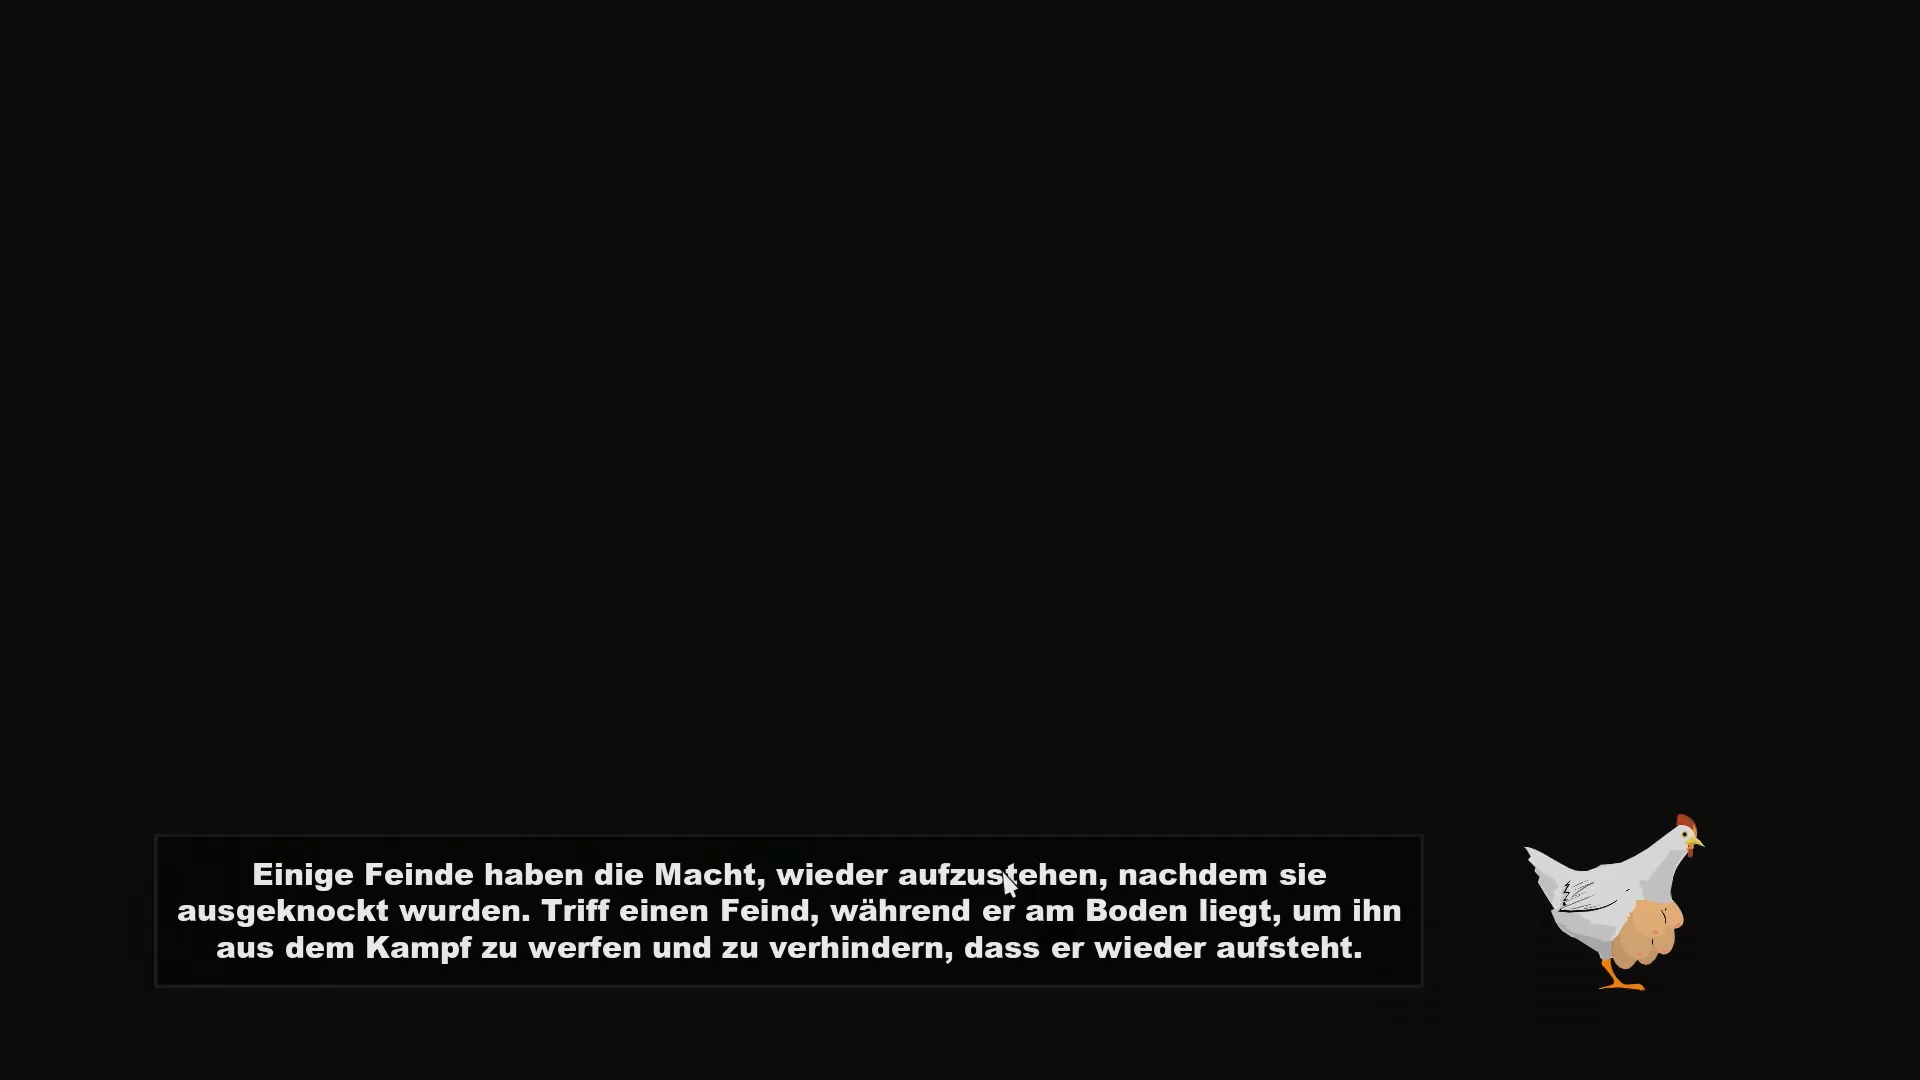 Einige Feinde haben die Macht, wieder aufzustehen, nachdem sie
ausgeknockt wurden. Triff einen Feind, während er am Boden liegt, um ihn
aus dem Kampf zu werfen und zu verhindern, dass er wieder aufsteht.